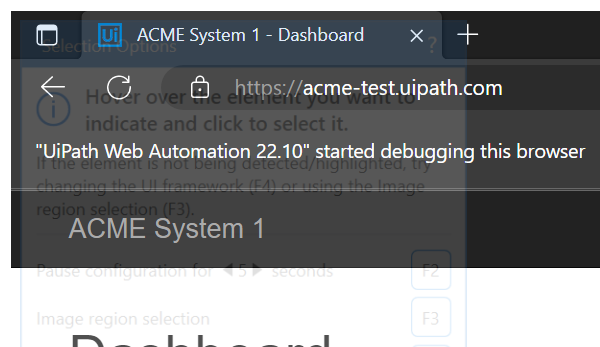 Ui ACME System 1 - Dashboard
Selection Options ?
https://acme-test.uipath.com
Hover over the element you want to
indicate and click to select it.
"UiPath Web Automation 22.10" started debugging this browser
If the element is not being detected/highlighted, try
changing the UI framework (F4) or using the Image
region selection (F3).
ACME System 1
Pause configuration for 5 seconds F2
Image region selection F3
Dashboard